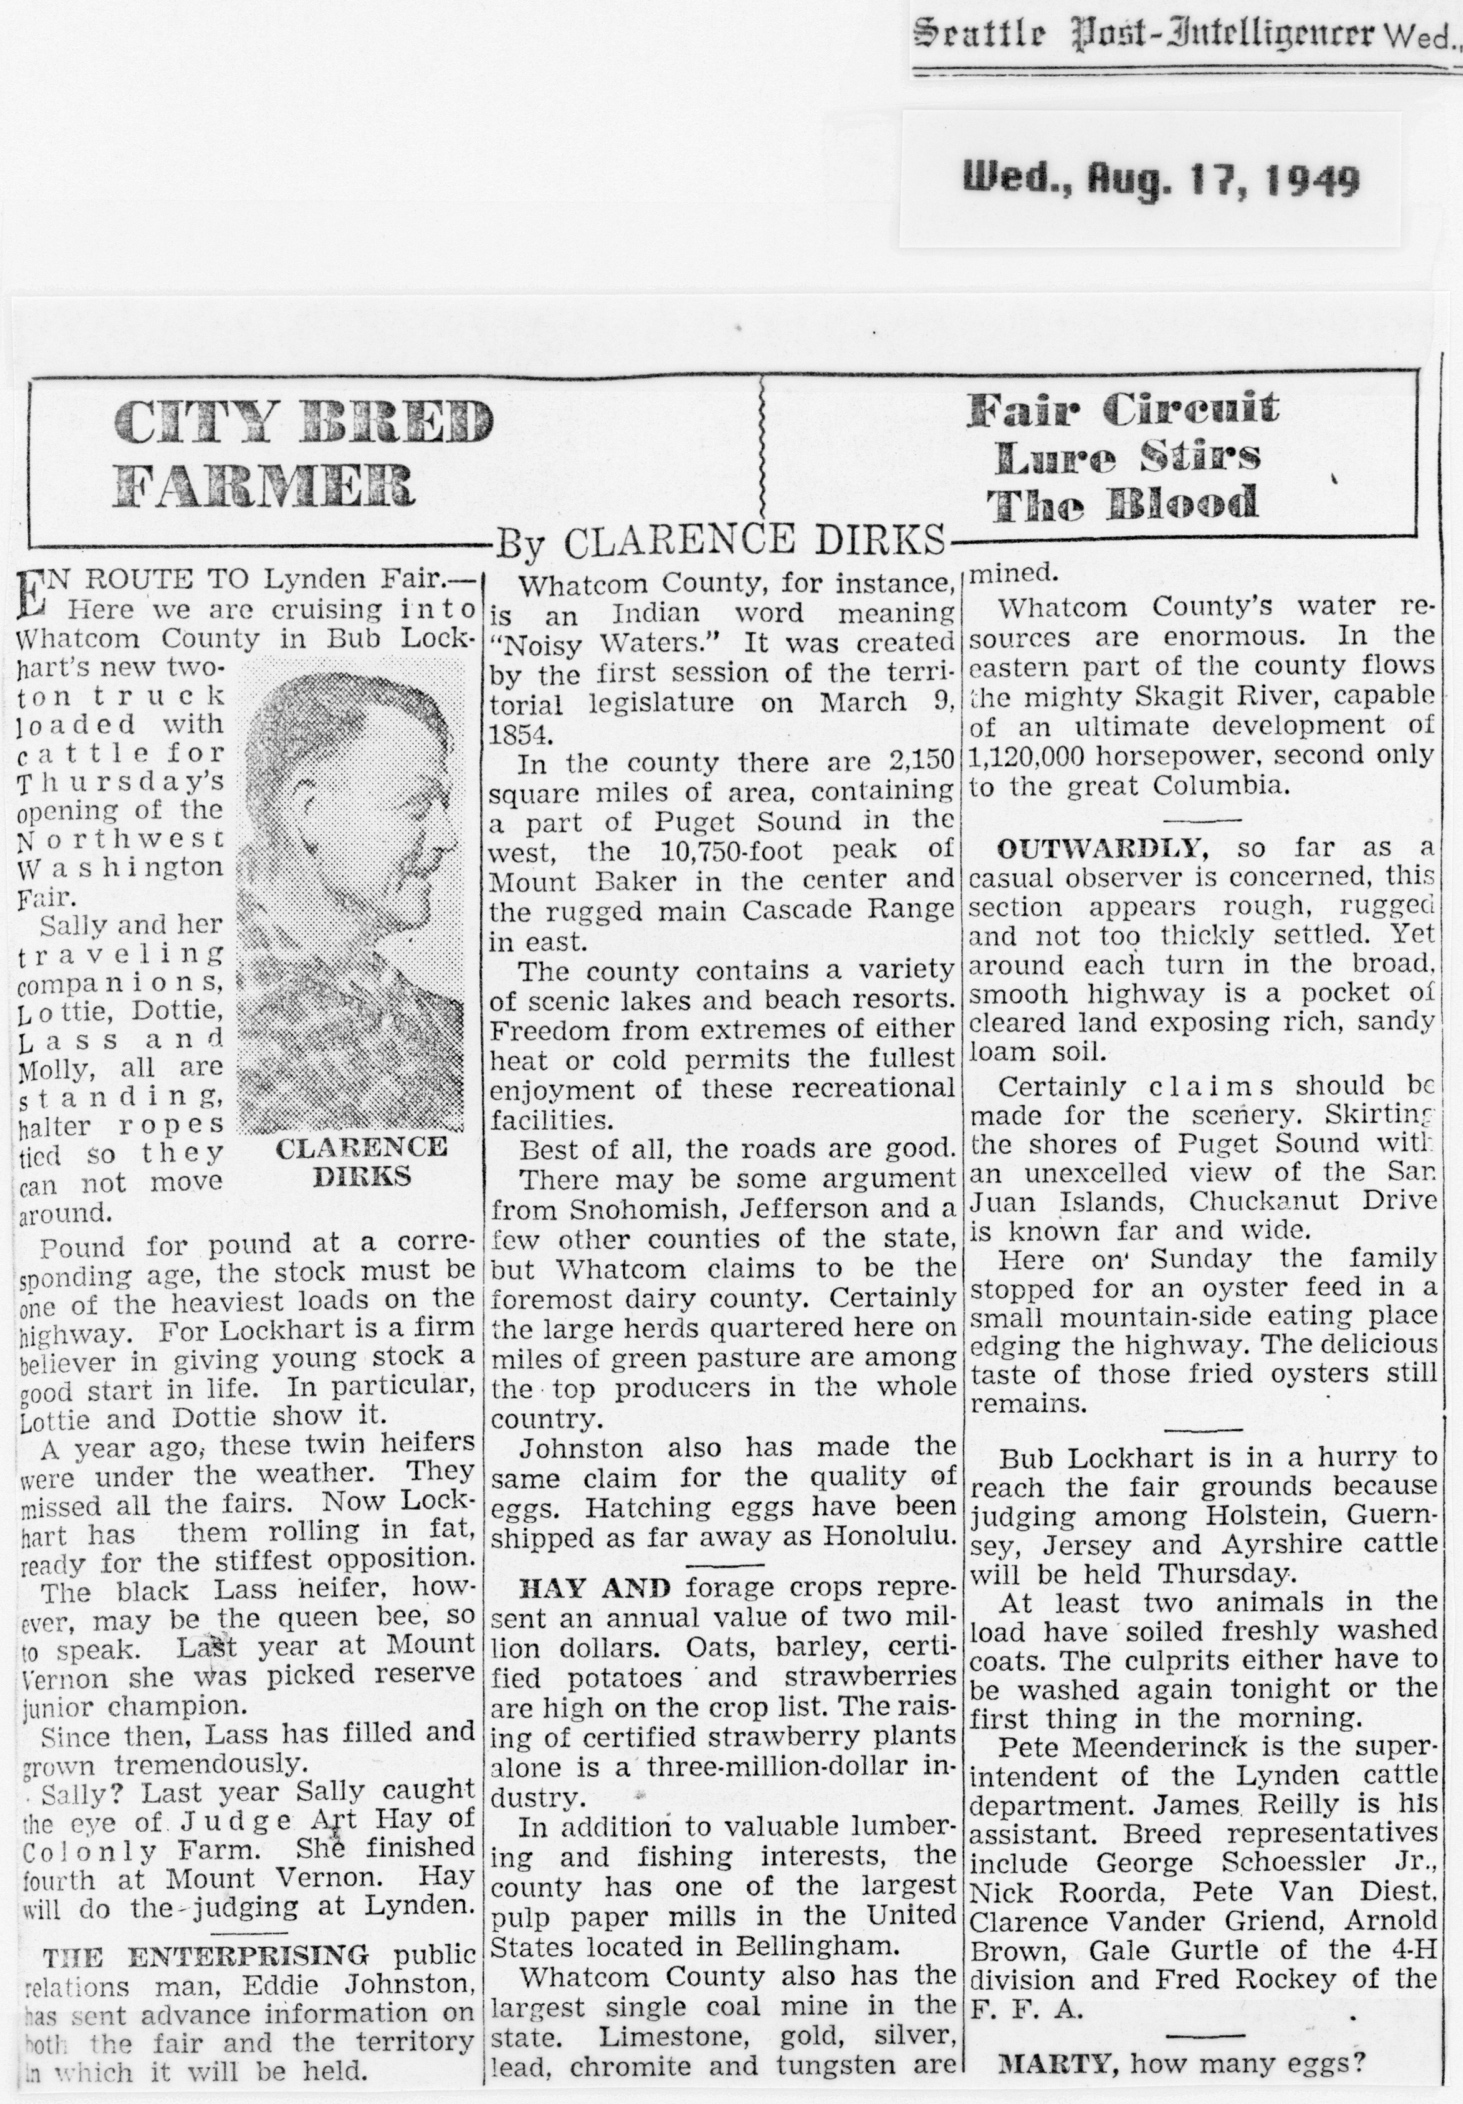 Seattle Post-Intelligencer Wed.,
Wed., Aug. 17, 1949
CITY BRED
FARMER
Fair Circuit
Lure Stirs
The Blood
By CLARENCE DIRKS
EN ROUTE TO Lynden Fair.—
Here we are cruising into
Whatcom County in Bub Lock-
hart's new two-
ton truck
loaded with
cattle for
Thursday's
opening of the
Northwest
Washington
Fair.
Sally and her
traveling
companions,
Lottie, Dottie,
Lass and
Molly, all are
standing,
halter ropes
tied so they
can not move
around.
CLARENCE
DIRKS
Pound for pound at a corre-
sponding age, the stock must be
one of the heaviest loads on the
highway. For Lockhart is a firm
believer in giving young stock a
good start in life. In particular,
Lottie and Dottie show it.
A year ago, these twin heifers
were under the weather. They
missed all the fairs. Now Lock-
hart has them rolling in fat,
ready for the stiffest opposition.
The black Lass heifer, how-
ever, may be the queen bee, so
to speak. Last year at Mount
Vernon she was picked reserve
junior champion.
Since then, Lass has filled and
grown tremendously.
Sally? Last year Sally caught
the eye of Judge Art Hay of
Colonly Farm. She finished
fourth at Mount Vernon. Hay
will do the judging at Lynden.
THE ENTERPRISING public
relations man, Eddie Johnston,
has sent advance information on
both the fair and the territory
in which it will be held.
Whatcom County, for instance,
is an Indian word meaning
"Noisy Waters." It was created
by the first session of the terri-
torial legislature on March 9,
1854.
In the county there are 2,150
square miles of area, containing
a part of Puget Sound in the
west, the 10,750-foot peak of
Mount Baker in the center and
the rugged main Cascade Range
in east.
The county contains a variety
of scenic lakes and beach resorts.
Freedom from extremes of either
heat or cold permits the fullest
enjoyment of these recreational
facilities.
Best of all, the roads are good.
There may be some argument
from Snohomish, Jefferson and a
few other counties of the state,
but Whatcom claims to be the
foremost dairy county. Certainly
the large herds quartered here on
miles of green pasture are among
the top producers in the whole
country.
Johnston also has made the
same claim for the quality of
eggs. Hatching eggs have been
shipped as far away as Honolulu.
HAY AND forage crops repre-
sent an annual value of two mil-
lion dollars. Oats, barley, certi-
fied potatoes and strawberries
are high on the crop list. The rais-
ing of certified strawberry plants
alone is a three-million-dollar in-
dustry.
In addition to valuable lumber-
ing and fishing interests, the
county has one of the largest
pulp paper mills in the United
States located in Bellingham.
Whatcom County also has the
largest single coal mine in the
state. Limestone, gold, silver,
lead, chromite and tungsten are
mined.
Whatcom County's water re-
sources are enormous. In the
eastern part of the county flows
the mighty Skagit River, capable
of an ultimate development of
1,120,000 horsepower, second only
to the great Columbia.
OUTWARDLY, so far as a
casual observer is concerned, this
section appears rough, rugged
and not too thickly settled. Yet
around each turn in the broad,
smooth highway is a pocket of
cleared land exposing rich, sandy
loam soil.
Certainly claims should be
made for the scenery. Skirting
the shores of Puget Sound with
an unexcelled view of the San
Juan Islands, Chuckanut Drive
is known far and wide.
Here on Sunday the family
stopped for an oyster feed in a
small mountain-side eating place
edging the highway. The delicious
taste of those fried oysters still
remains.
Bub Lockhart is in a hurry to
reach the fair grounds because
judging among Holstein, Guern-
sey, Jersey and Ayrshire cattle
will be held Thursday.
At least two animals in the
load have soiled freshly washed
coats. The culprits either have to
be washed again tonight or the
first thing in the morning.
Pete Meenderinck is the super-
intendent of the Lynden cattle
department. James Reilly is his
assistant. Breed representatives
include George Schoessler Jr.,
Nick Roorda, Pete Van Diest,
Clarence Vander Griend, Arnold
Brown, Gale Gurtle of the 4-H
division and Fred Rockey of the
F. F. A.
MARTY, how many eggs?